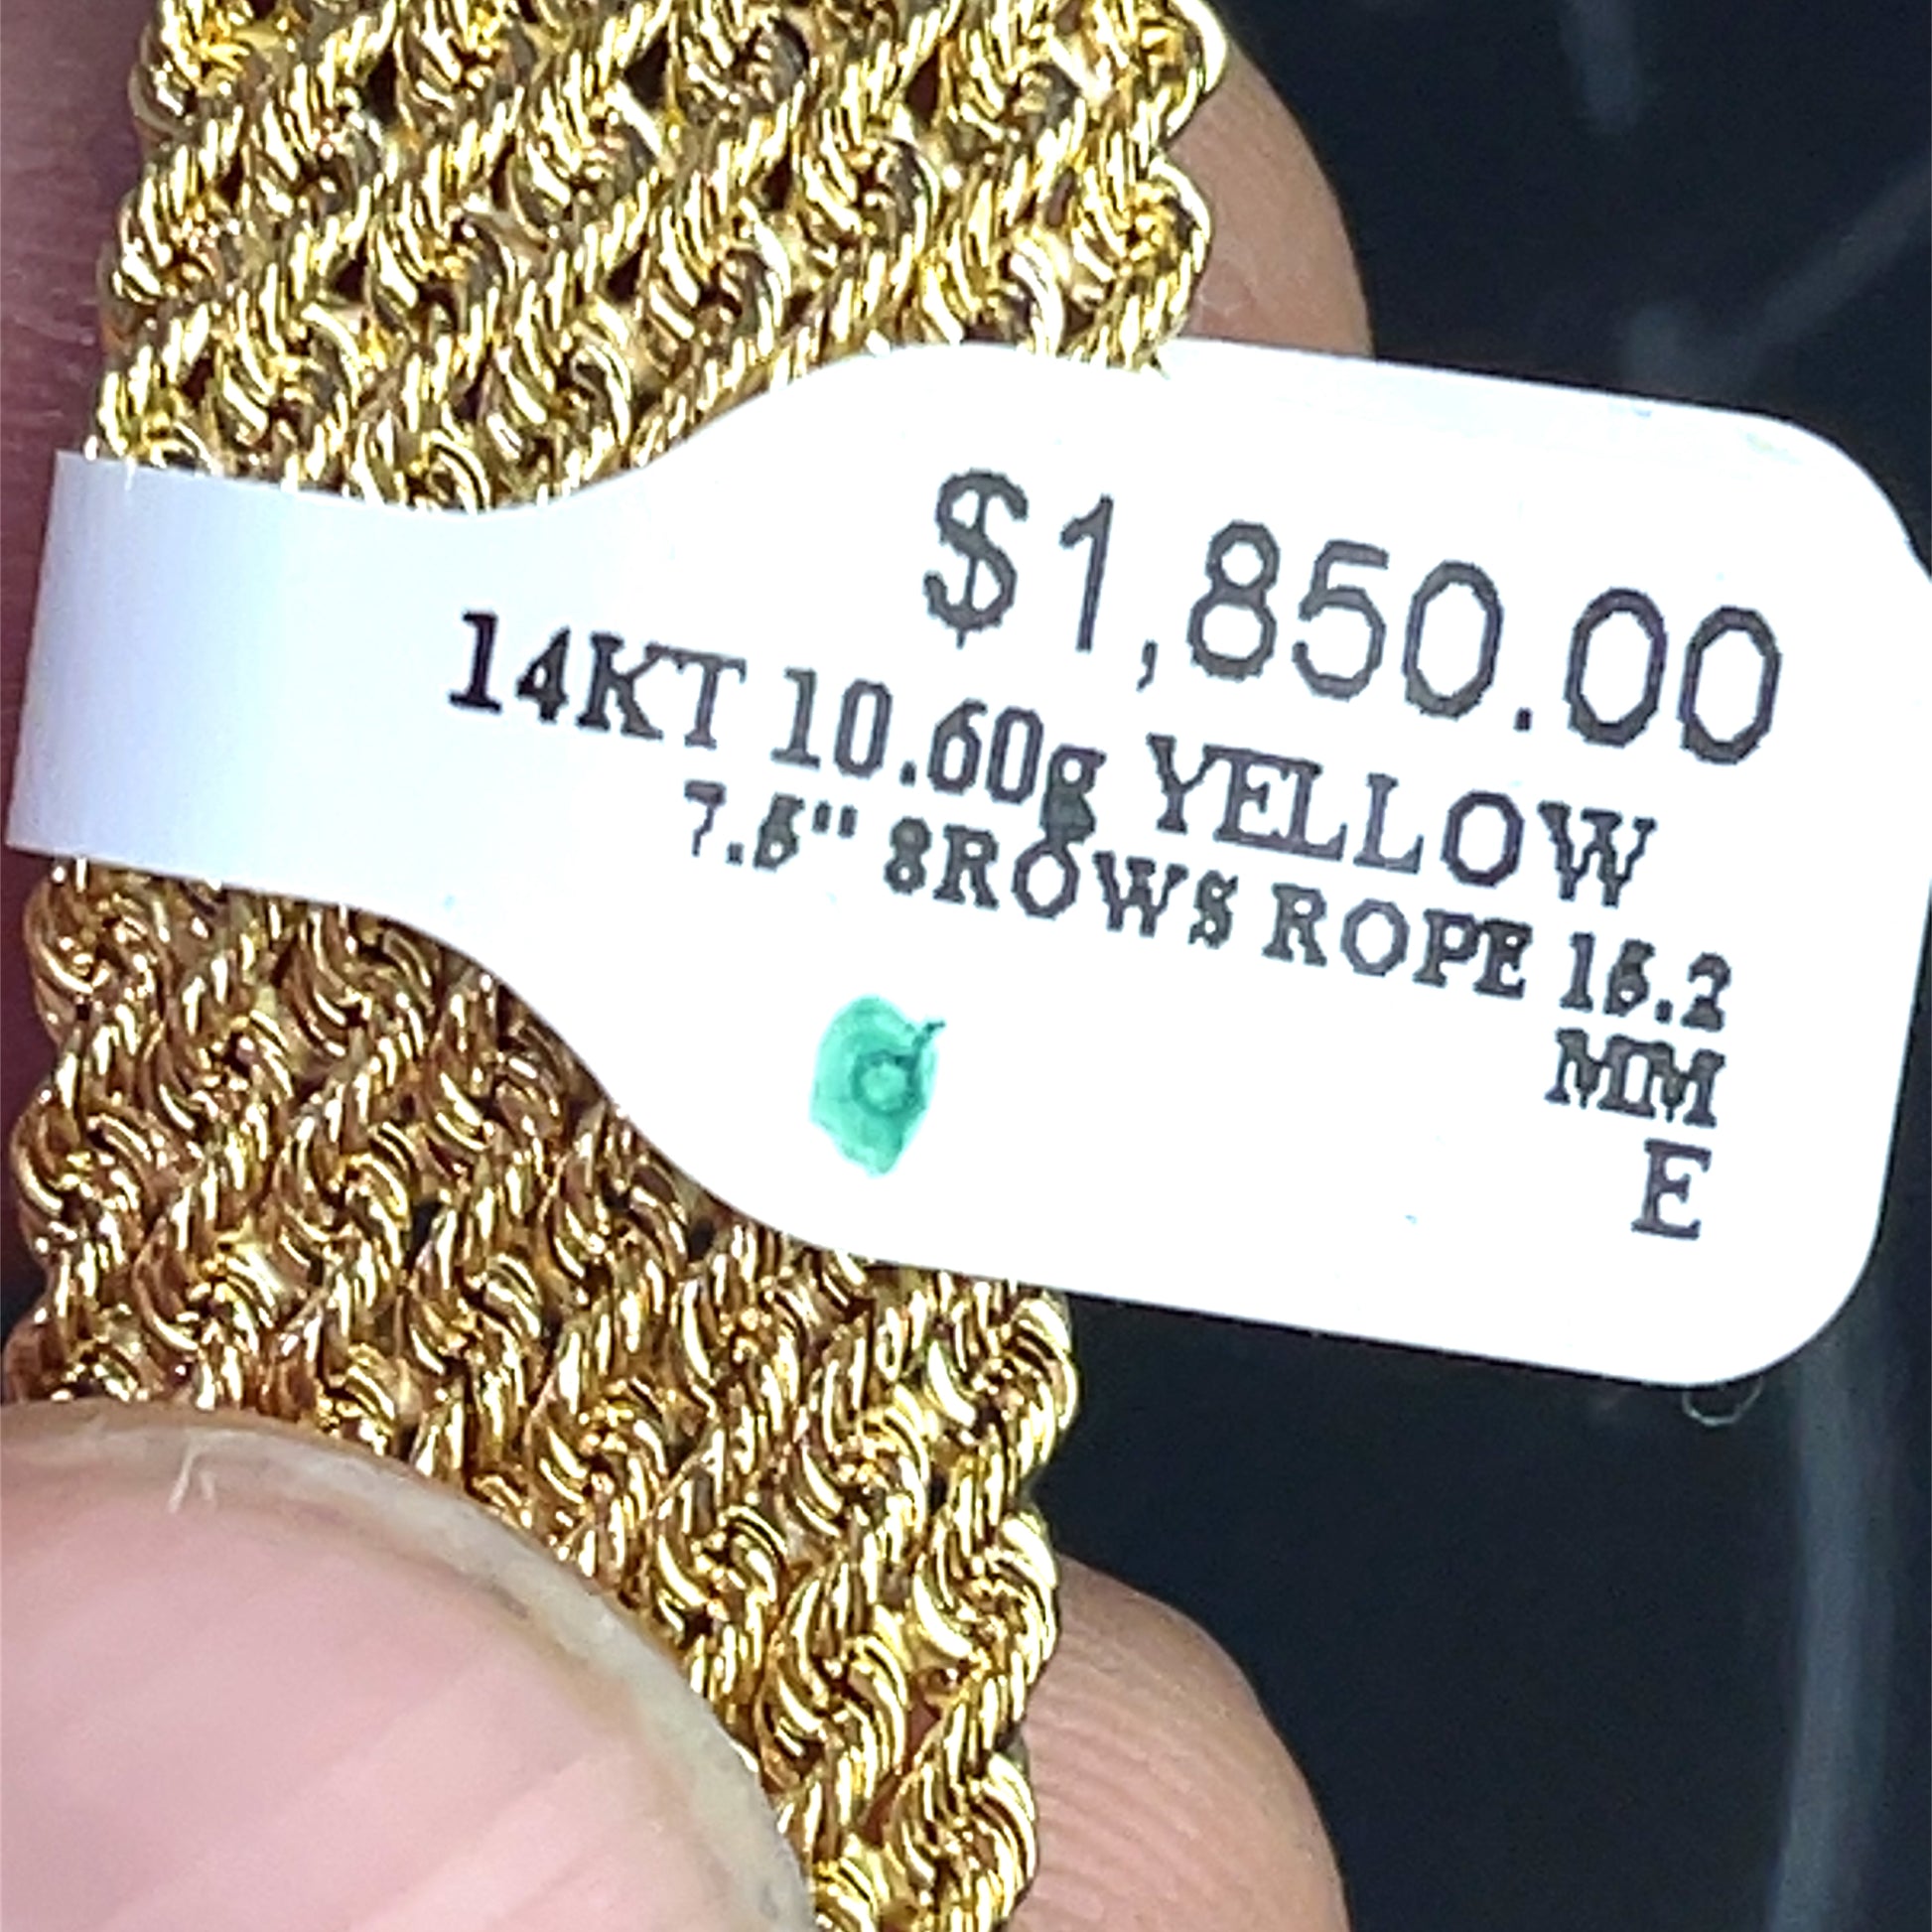 $1,850.00
14KT 10.60g YELLOW
7.5" 8ROWS ROPE 15.2
MM
E